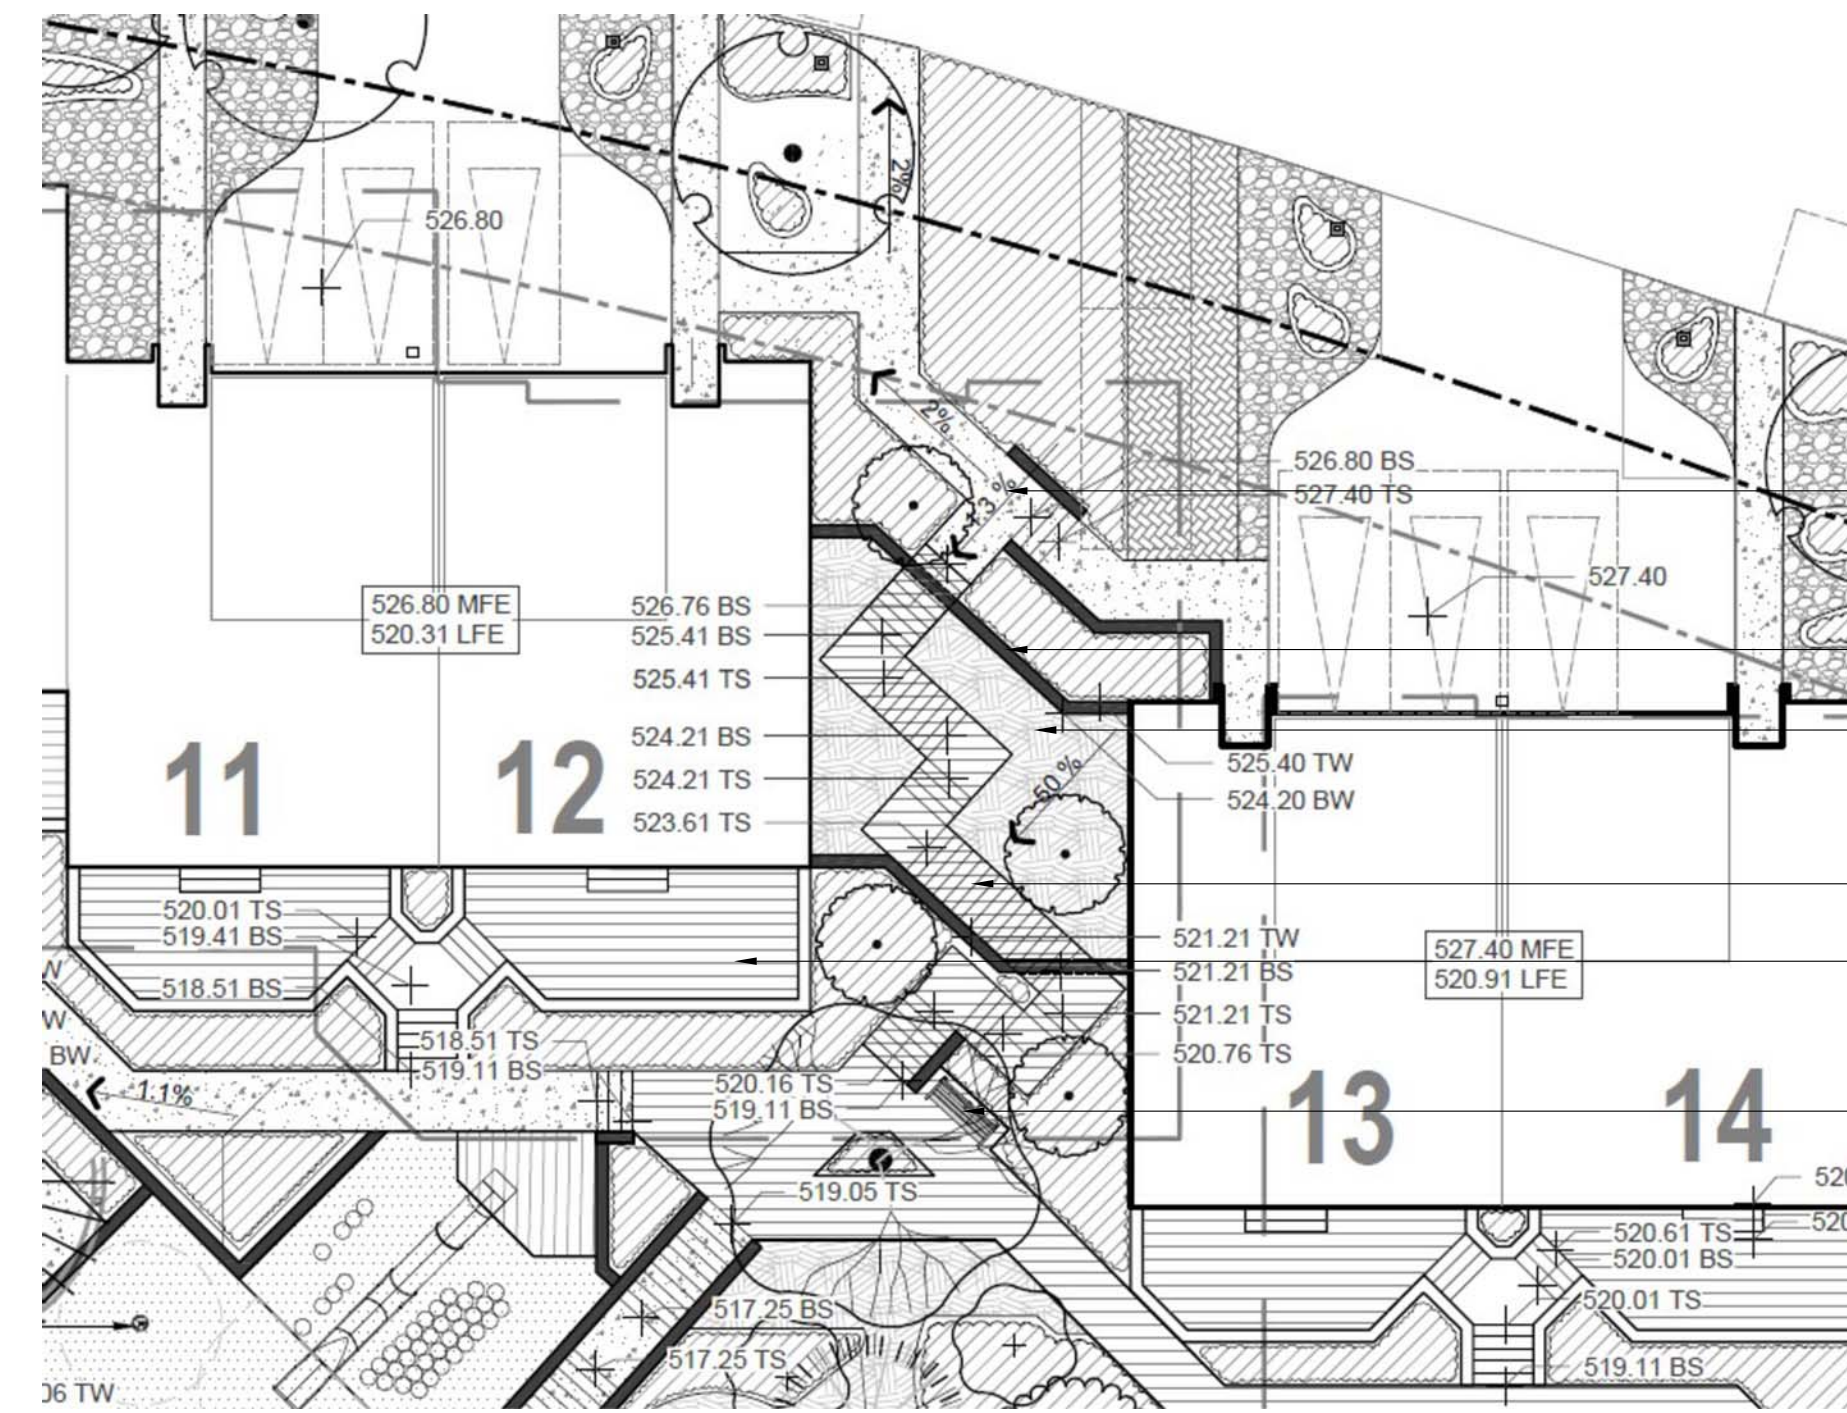 2%
526.80
2%
526.80 BS
527.40 TS
13 %
527.40
526.80 MFE
520.31 LFE
526.76 BS
525.41 BS
525.41 TS
524.21 BS
524.21 TS
523.61 TS
11
12
525.40 TW
524.20 BW
50 %
520.01 TS
519.41 BS
518.51 BS
521.21 TW
521.21 BS
521.21 TS
520.76 TS
527.40 MFE
520.91 LFE
W
W
BW
518.51 TS
519.11 BS
1.1%
520.16 TS
519.11 BS
13
14
519.05 TS
520.61 TS
520.01 BS
520.01 TS
517.25 BS
517.25 TS
519.11 BS
06 TW